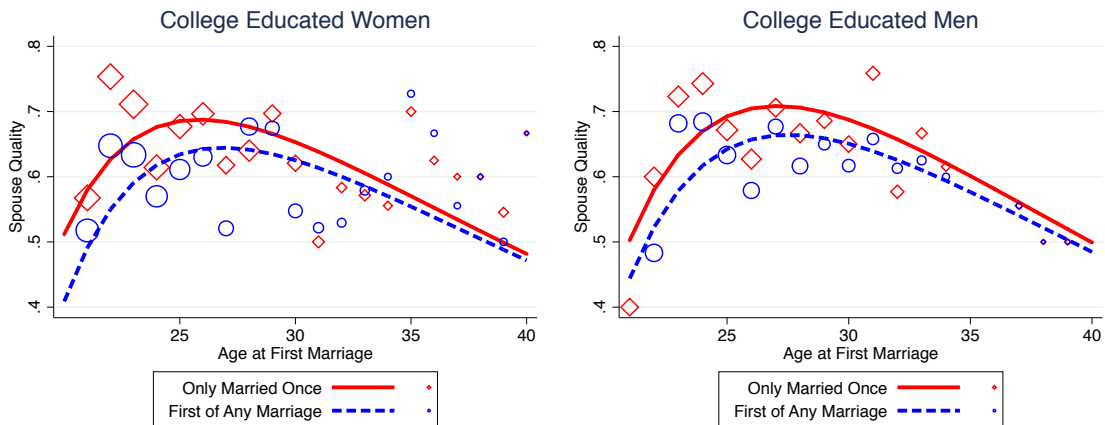 College Educated Women
Spouse Quality
.8
.7
.6
.5
.4
25
30
35
40
Age at First Marriage
Only Married Once
First of Any Marriage
College Educated Men
Spouse Quality
.8
.7
.6
.5
.4
25
30
35
40
Age at First Marriage
Only Married Once
First of Any Marriage